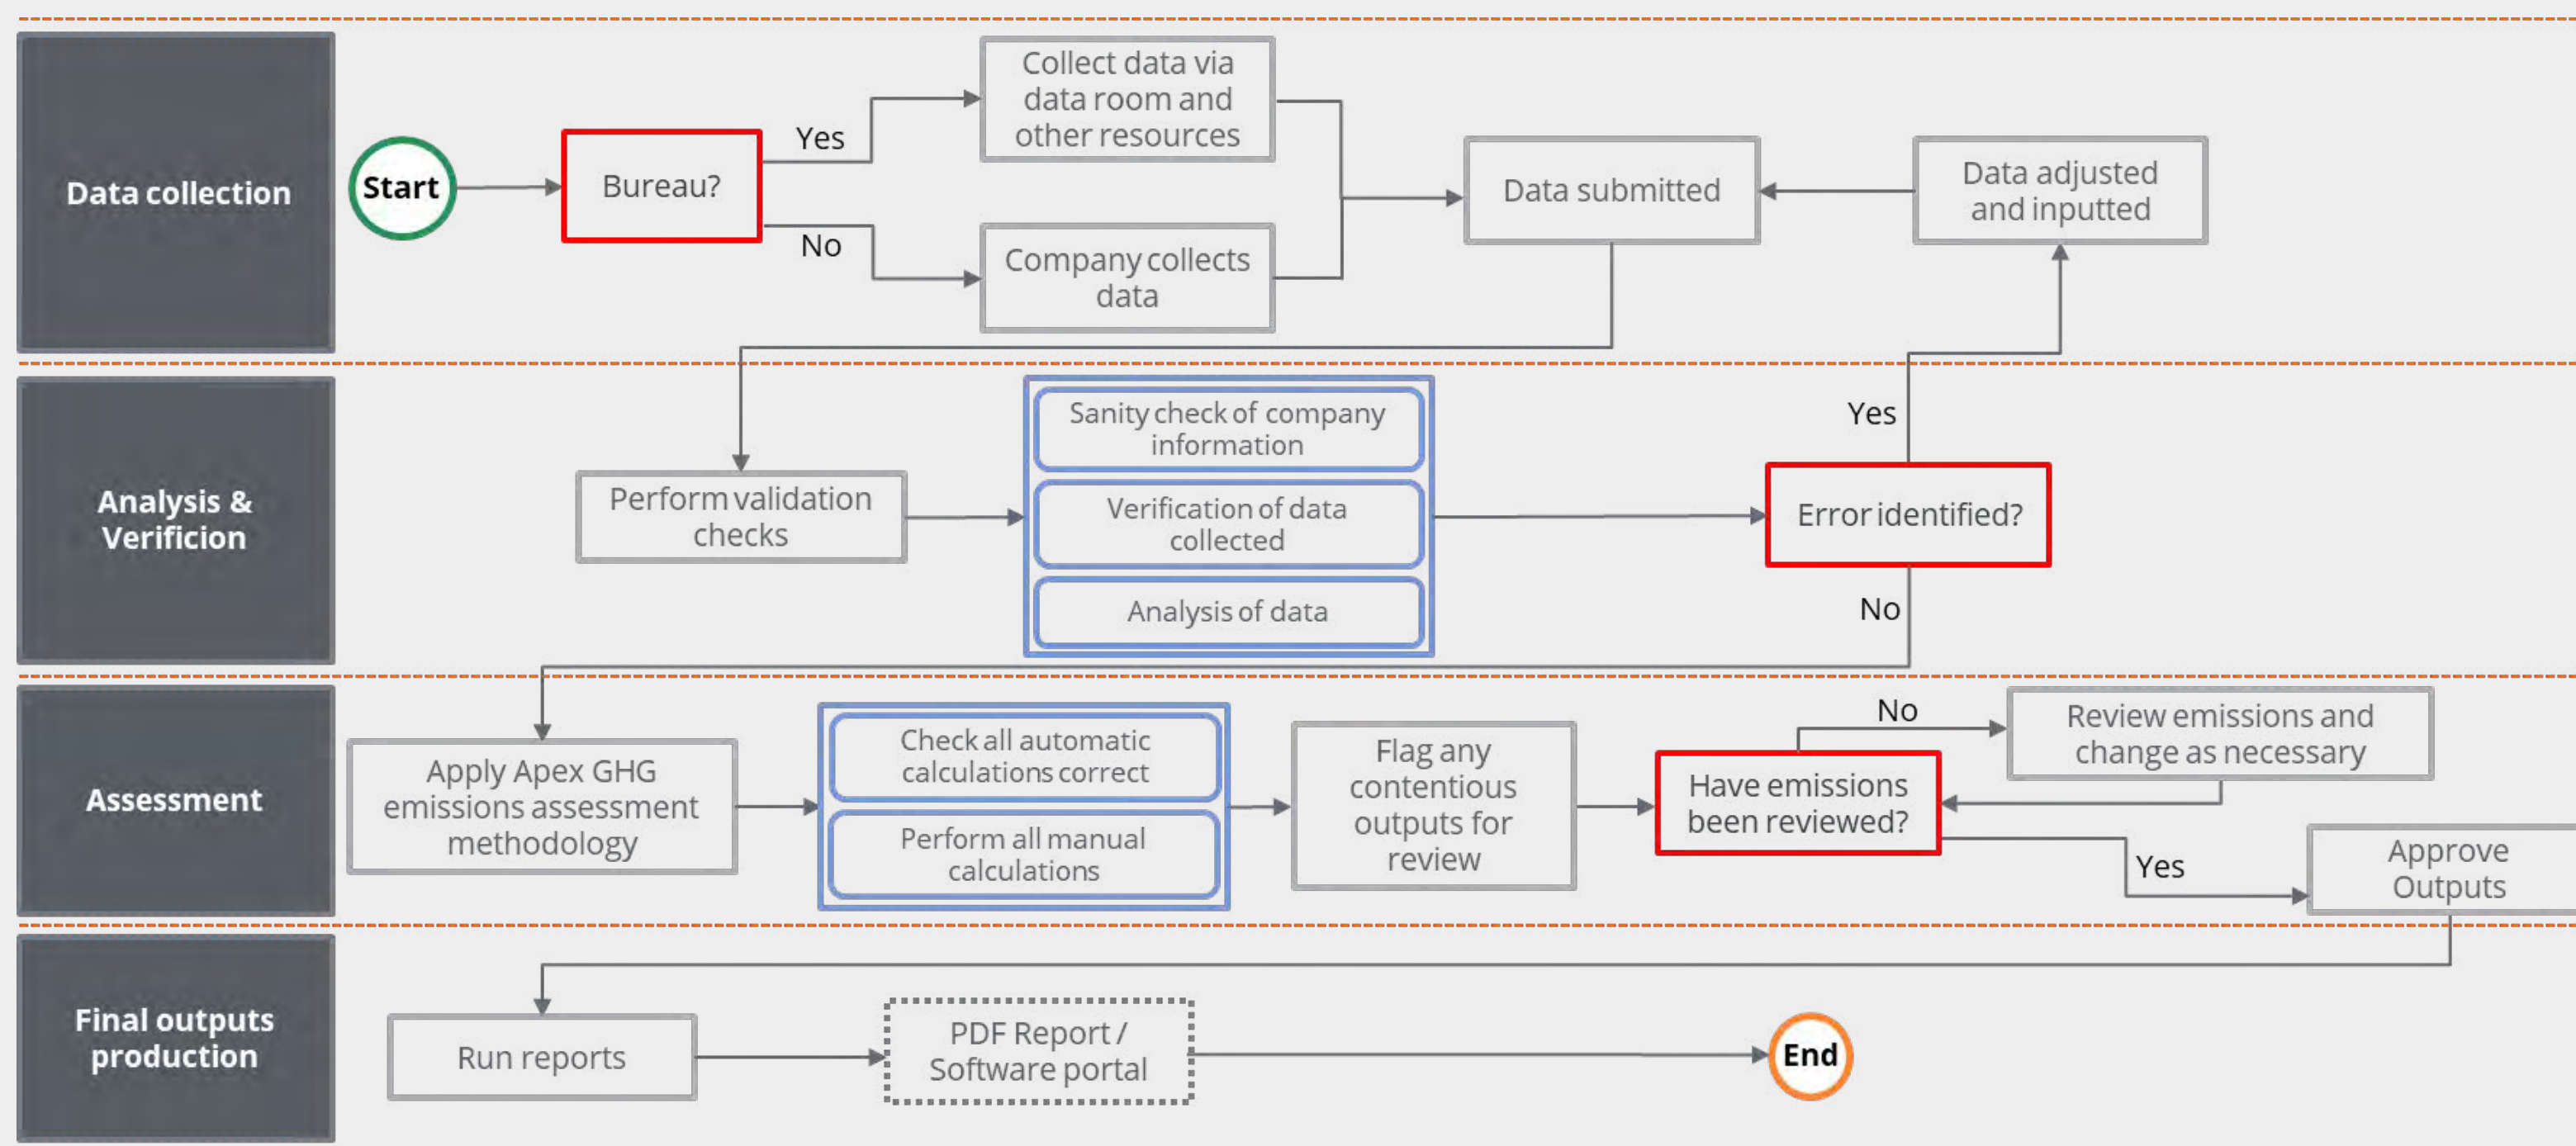 Data collection
Start
Bureau?
Yes
No
Collect data via
data room and
other resources
Company collects
data
Data submitted
Data adjusted
and inputted
Analysis &
Verificion
Perform validation
checks
Sanity check of company
information
Verification of data
collected
Analysis of data
Error identified?
Yes
No
Assessment
Apply Apex GHG
emissions assessment
methodology
Check all automatic
calculations correct
Perform all manual
calculations
Flag any
contentious
outputs for
review
Have emissions
been reviewed?
No
Review emissions and
change as necessary
Yes
Approve
Outputs
Final outputs
production
Run reports
PDF Report /
Software portal
End